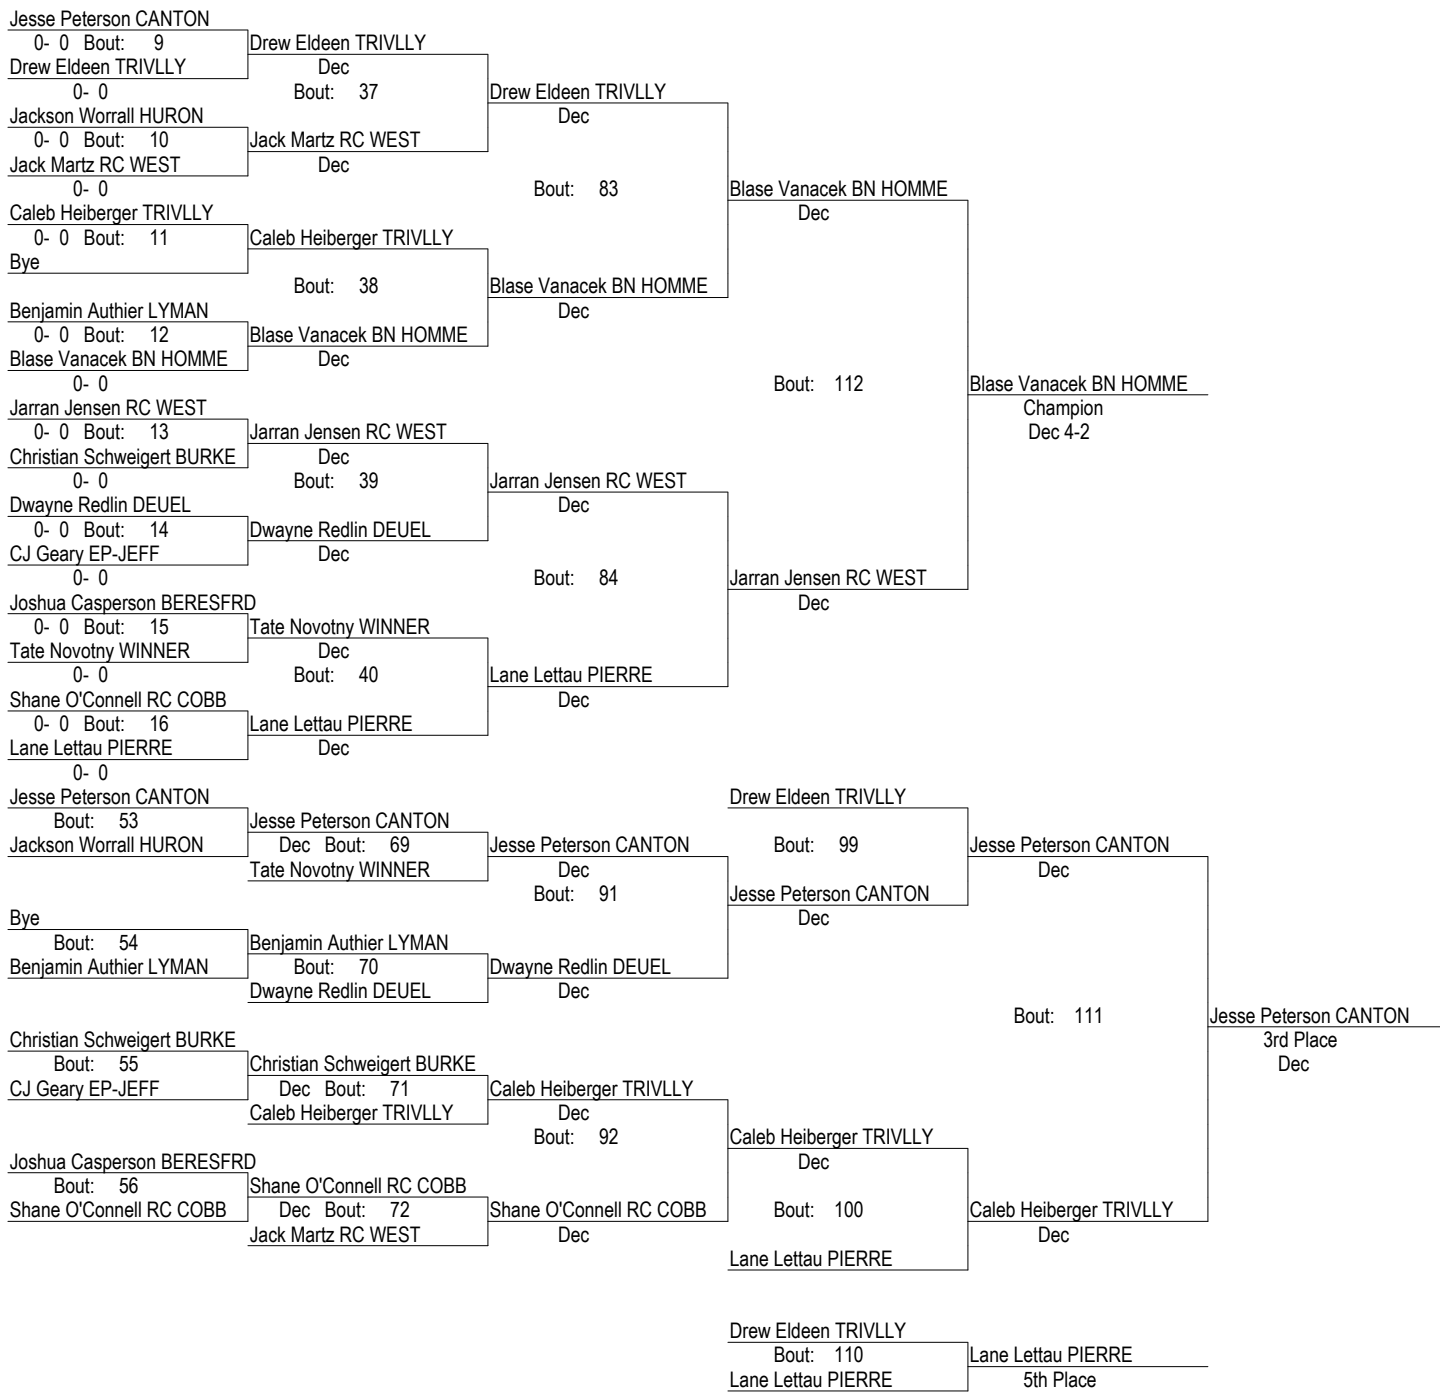 Jesse Peterson CANTON
0- 0 Bout: 9
Drew Eldeen TRIVLLY
Drew Eldeen TRIVLLY
Dec
0- 0
Bout: 37
Drew Eldeen TRIVLLY
Dec
Jackson Worrall HURON
0- 0 Bout: 10
Jack Martz RC WEST
Jack Martz RC WEST
Dec
0- 0
Bout: 83
Blase Vanacek BN HOMME
Dec
Caleb Heiberger TRIVLLY
0- 0 Bout: 11
Caleb Heiberger TRIVLLY
Bye
Bout: 38
Blase Vanacek BN HOMME
Dec
Benjamin Authier LYMAN
0- 0 Bout: 12
Blase Vanacek BN HOMME
Blase Vanacek BN HOMME
Dec
0- 0
Bout: 112
Blase Vanacek BN HOMME
Champion
Dec 4-2
Jarran Jensen RC WEST
0- 0 Bout: 13
Jarran Jensen RC WEST
Christian Schweigert BURKE
Dec
0- 0
Bout: 39
Jarran Jensen RC WEST
Dec
Dwayne Redlin DEUEL
0- 0 Bout: 14
Dwayne Redlin DEUEL
CJ Geary EP-JEFF
Dec
0- 0
Bout: 84
Jarran Jensen RC WEST
Dec
Joshua Casperson BERESFRD
0- 0 Bout: 15
Tate Novotny WINNER
Tate Novotny WINNER
Dec
0- 0
Bout: 40
Lane Lettau PIERRE
Dec
Shane O'Connell RC COBB
0- 0 Bout: 16
Lane Lettau PIERRE
Lane Lettau PIERRE
Dec
0- 0
Jesse Peterson CANTON
Bout: 53
Jackson Worrall HURON
Jesse Peterson CANTON
Dec Bout: 69
Tate Novotny WINNER
Jesse Peterson CANTON
Dec
Bout: 91
Drew Eldeen TRIVLLY
Bout: 99
Jesse Peterson CANTON
Dec
Jesse Peterson CANTON
Dec
Bye
Bout: 54
Benjamin Authier LYMAN
Benjamin Authier LYMAN
Bout: 70
Dwayne Redlin DEUEL
Dwayne Redlin DEUEL
Dec
Bout: 111
Jesse Peterson CANTON
3rd Place
Dec
Christian Schweigert BURKE
Bout: 55
CJ Geary EP-JEFF
Christian Schweigert BURKE
Dec Bout: 71
Caleb Heiberger TRIVLLY
Caleb Heiberger TRIVLLY
Dec
Bout: 92
Caleb Heiberger TRIVLLY
Dec
Joshua Casperson BERESFRD
Bout: 56
Shane O'Connell RC COBB
Shane O'Connell RC COBB
Dec Bout: 72
Jack Martz RC WEST
Shane O'Connell RC COBB
Dec
Bout: 100
Lane Lettau PIERRE
Caleb Heiberger TRIVLLY
Dec
Drew Eldeen TRIVLLY
Bout: 110
Lane Lettau PIERRE
Lane Lettau PIERRE
5th Place